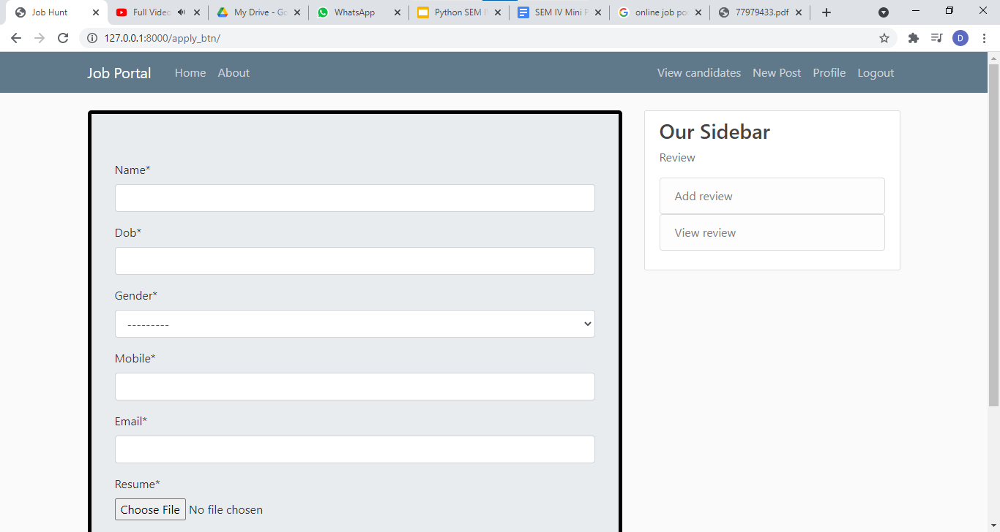 Job Hunt
Full Video
My Drive - Go
WhatsApp
Python SEM I
SEM IV Mini P
online job por
77979433.pdf
127.0.0.1:8000/apply_btn/
D
Job Portal Home About View candidates New Post Profile Logout
Name*
Dob*
Gender*
---------
Mobile*
Email*
Resume*
Choose File No file chosen
Our Sidebar
Review
Add review
View review